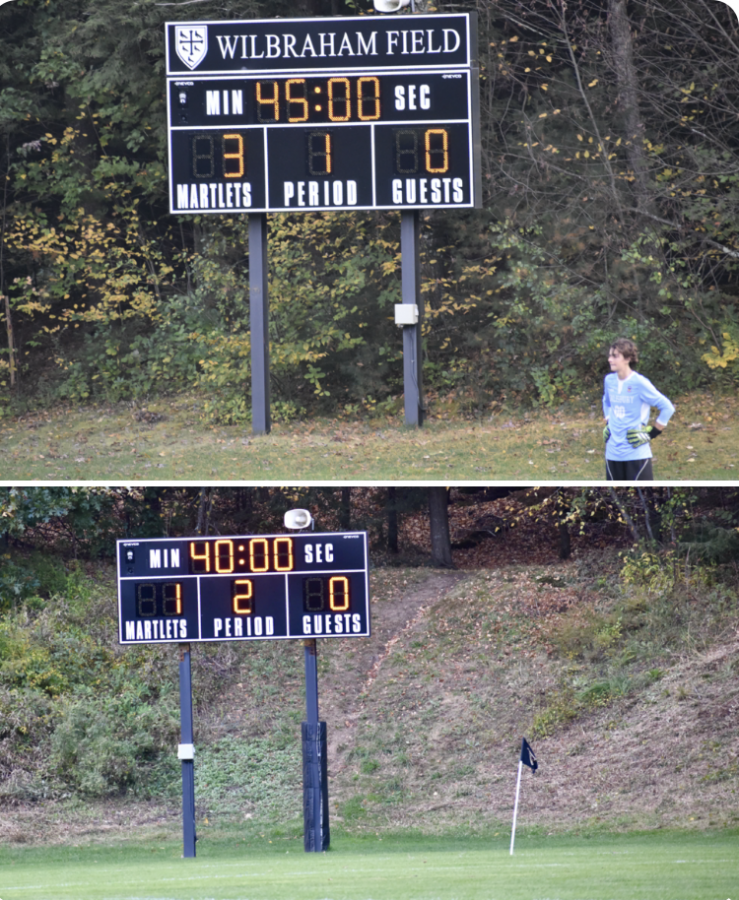 WILBRAHAM FIELD
MIN 45:00 SEC
3 1 0
MARTLETS PERIOD GUESTS
MIN 40:00 SEC
1 2 0
MARTLETS PERIOD GUESTS